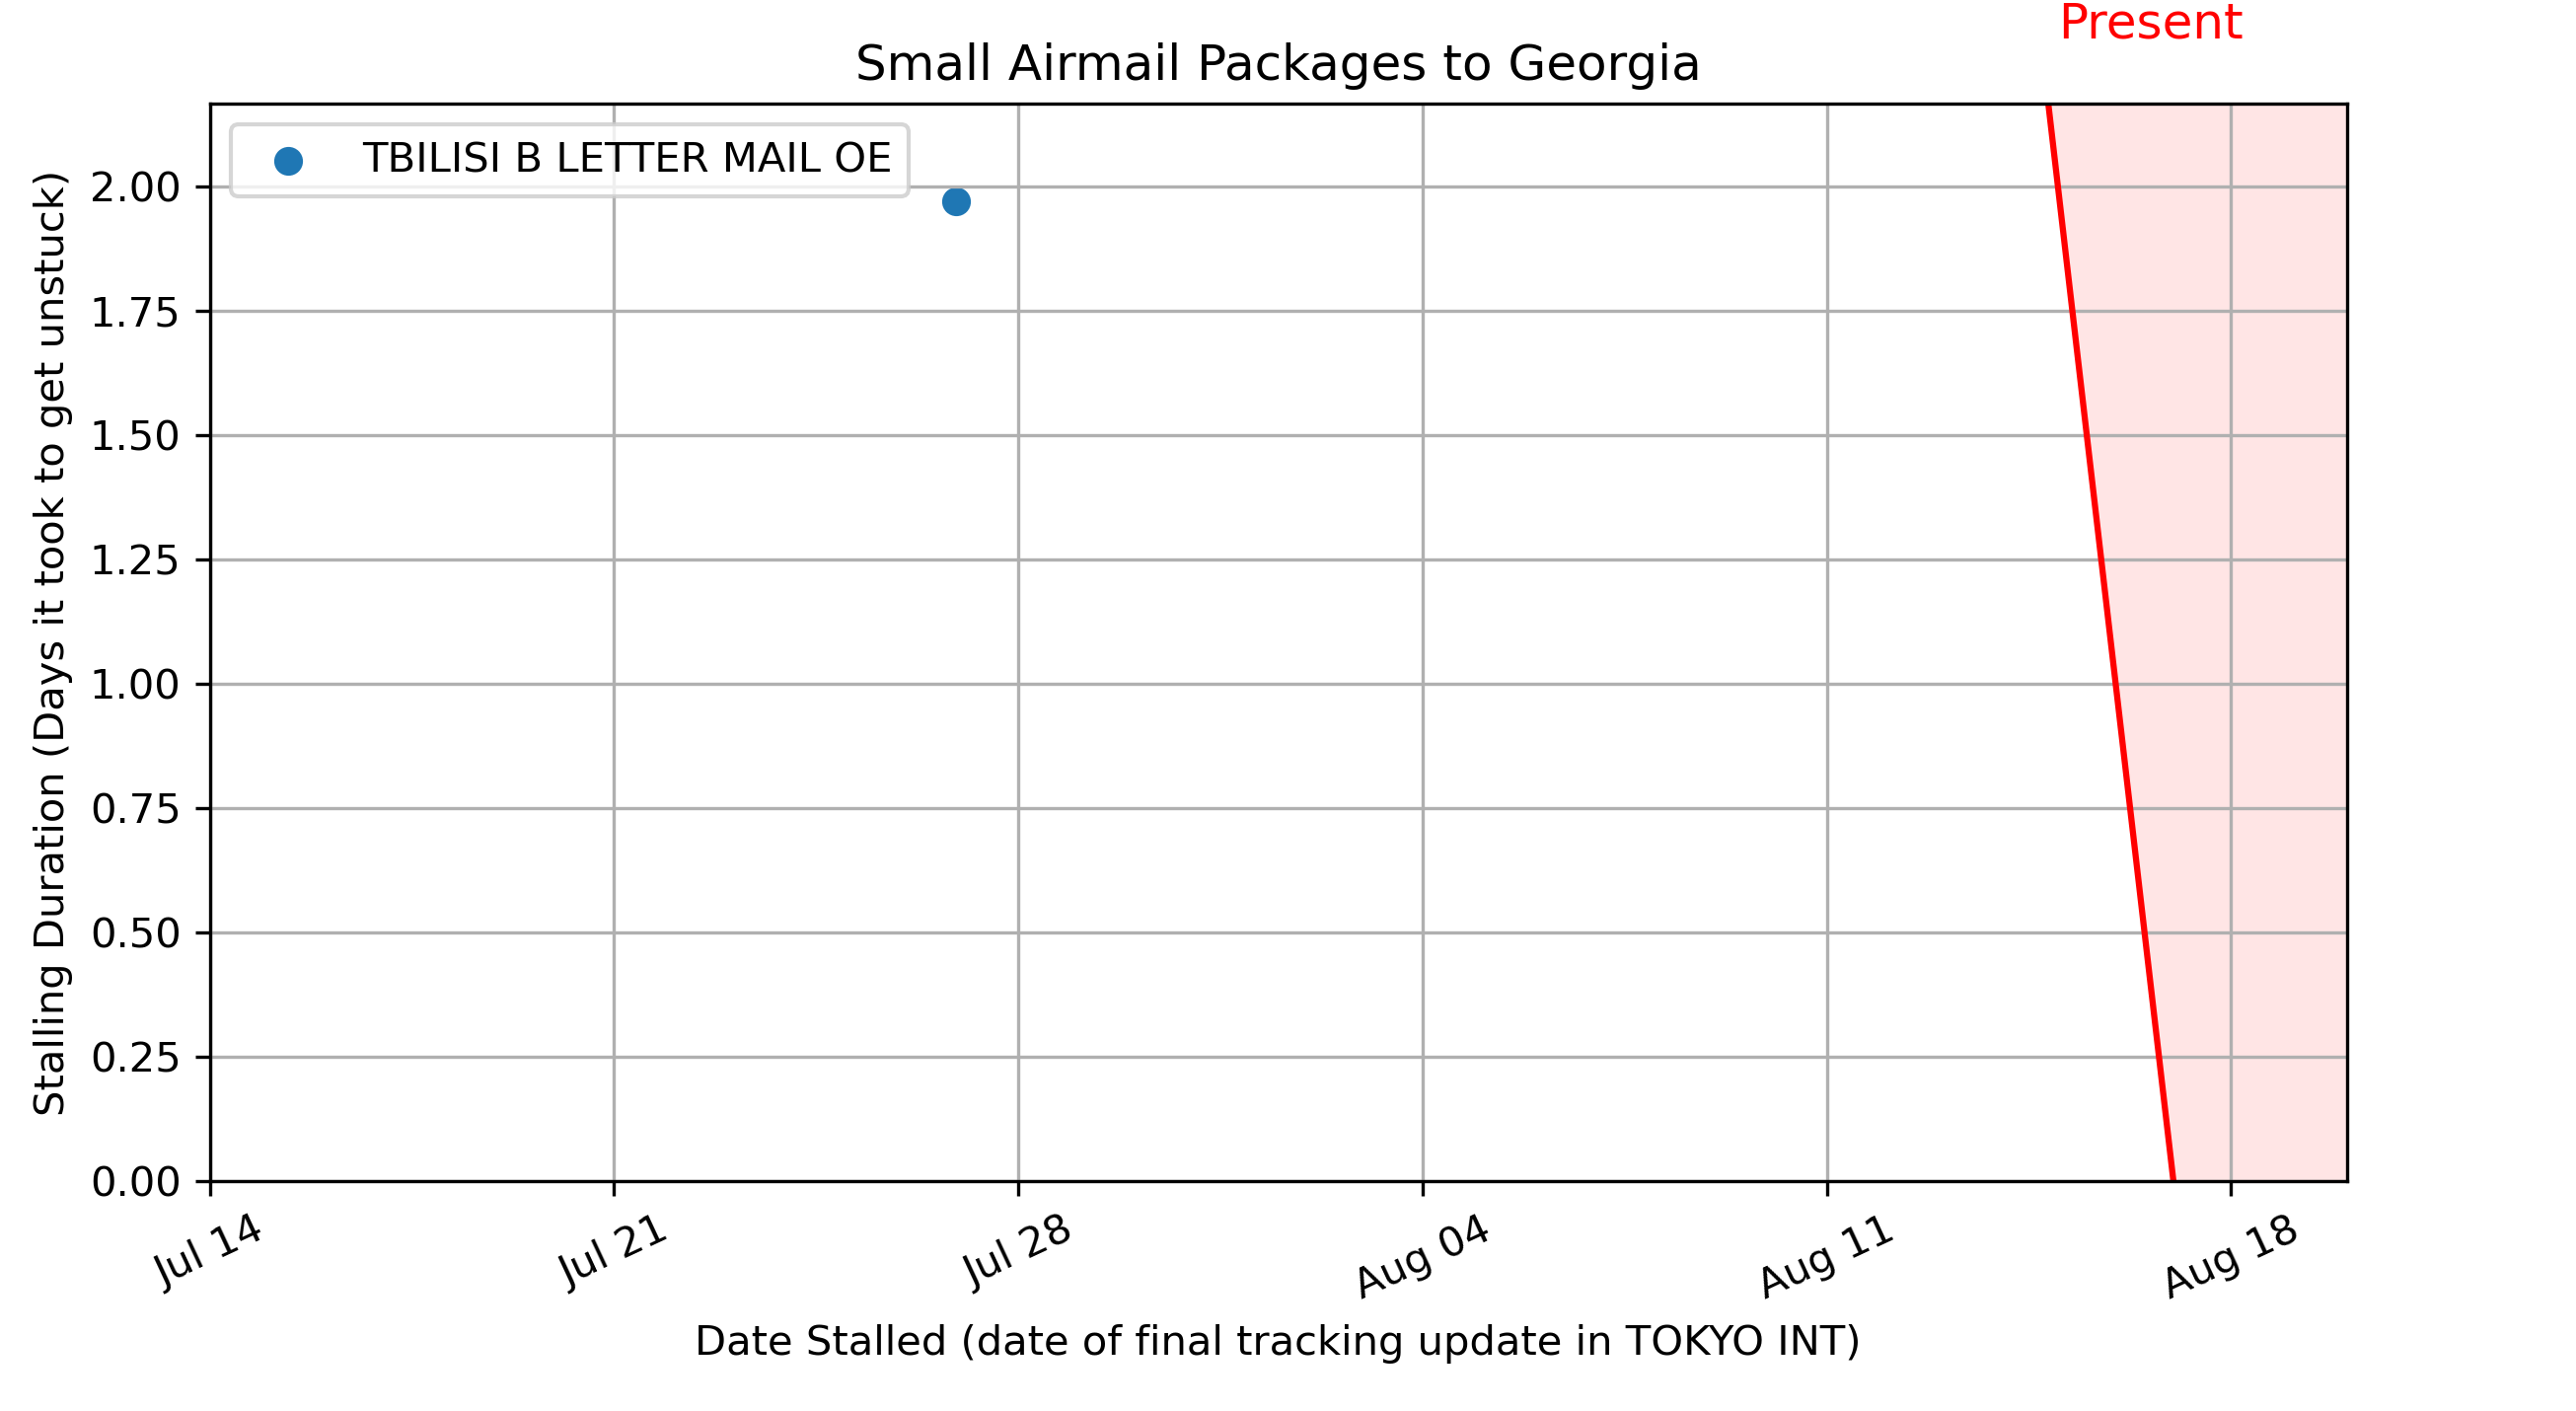 Present
Small Airmail Packages to Georgia
TBILISI B LETTER MAIL OE
Stalling Duration (Days it took to get unstuck)
2.00
1.75
1.50
1.25
1.00
0.75
0.50
0.25
0.00
Jul 14
Jul 21
Jul 28
Aug 04
Aug 11
Aug 18
Date Stalled (date of final tracking update in TOKYO INT)